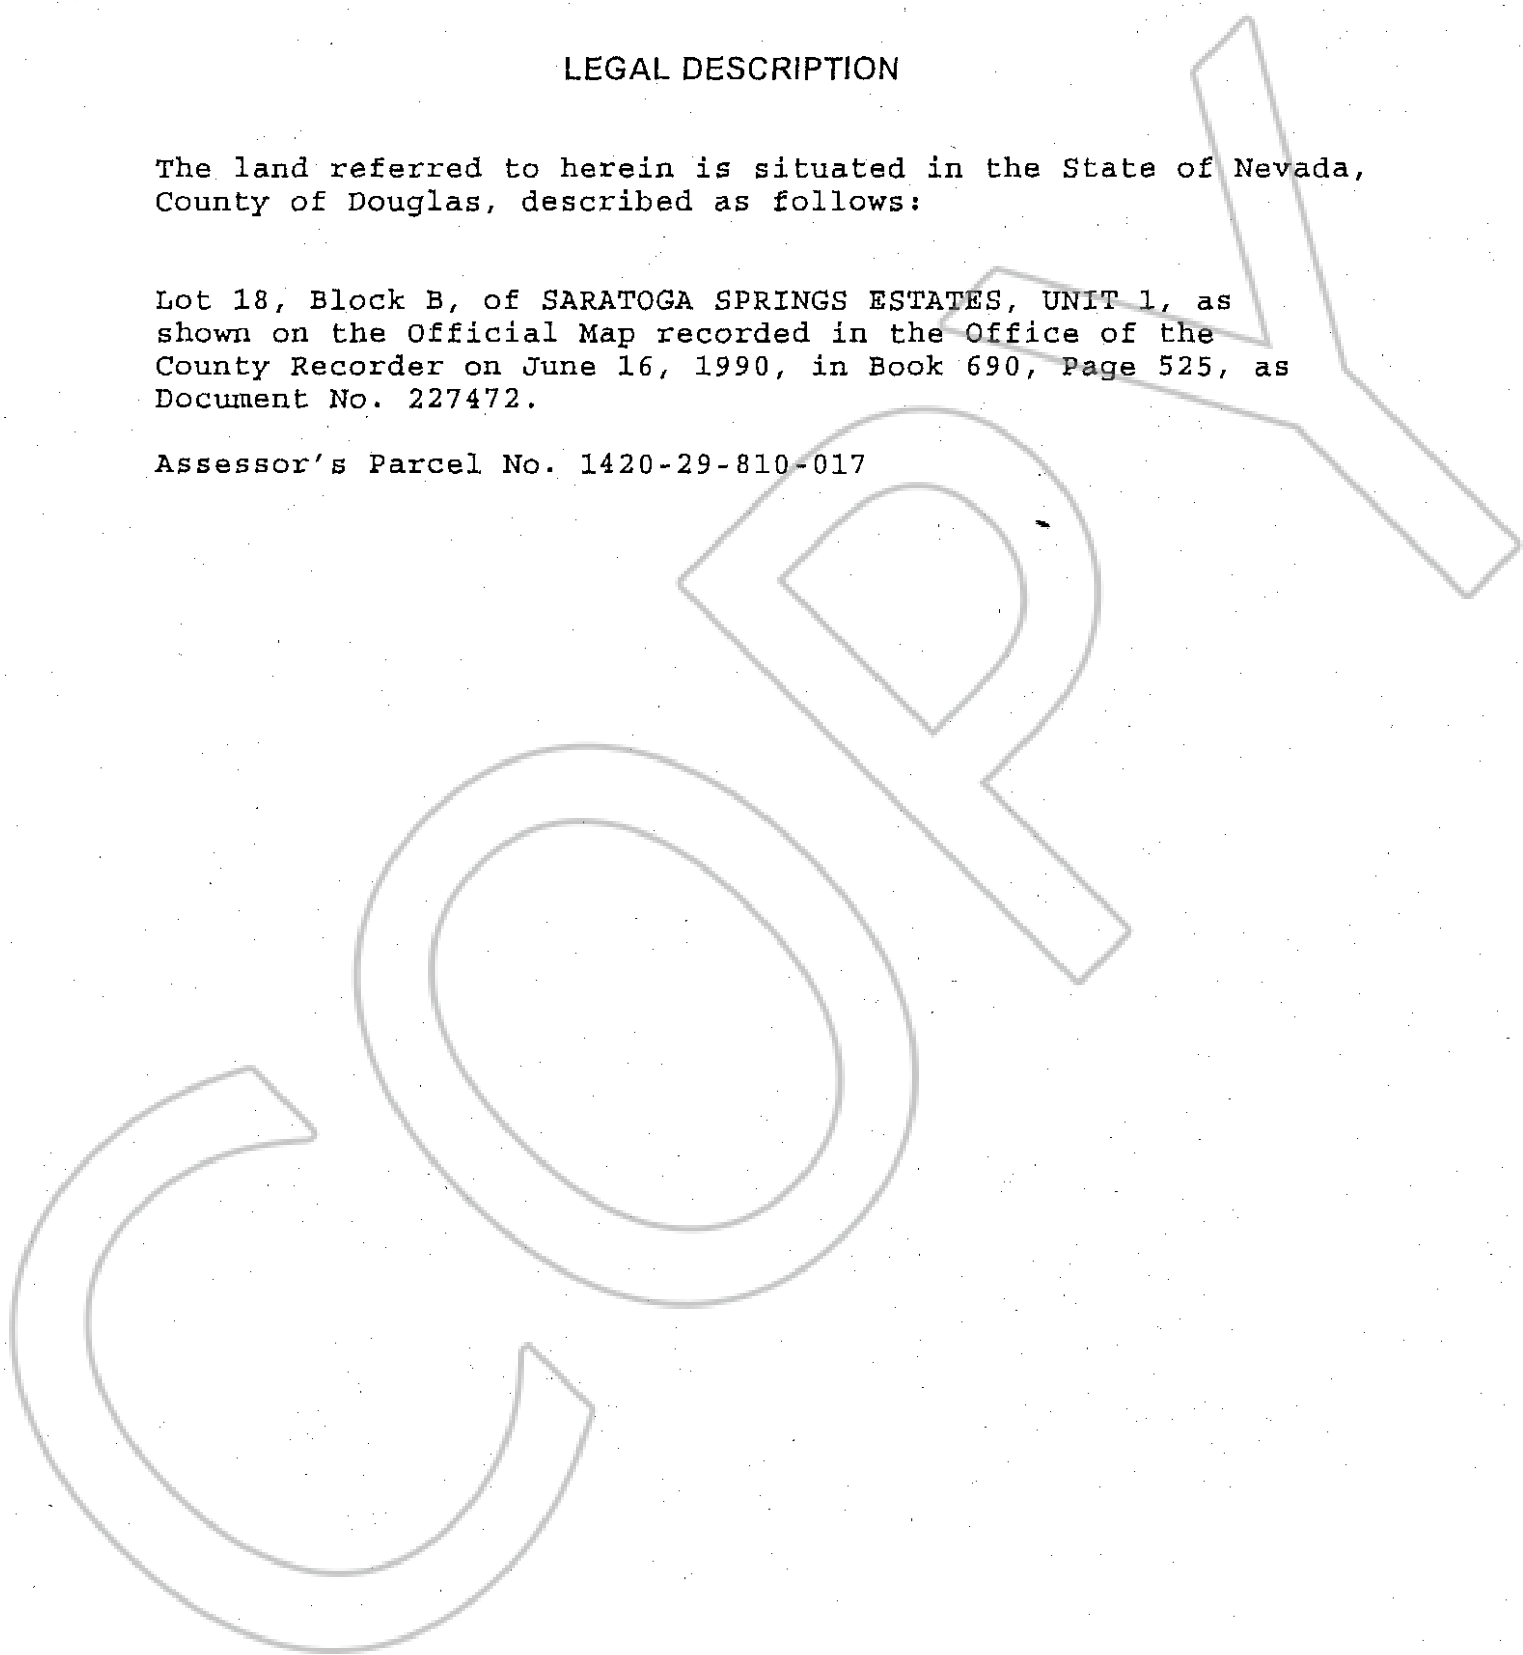 LEGAL DESCRIPTION
The land referred to herein is situated in the State of Nevada,
County of Douglas, described as follows:
Lot 18, Block B, of SARATOGA SPRINGS ESTATES, UNIT 1, as
shown on the Official Map recorded in the Office of the
County Recorder on June 16, 1990, in Book 690, Page 525, as
Document No. 227472.
Assessor's Parcel No. 1420-29-810-017
COPY